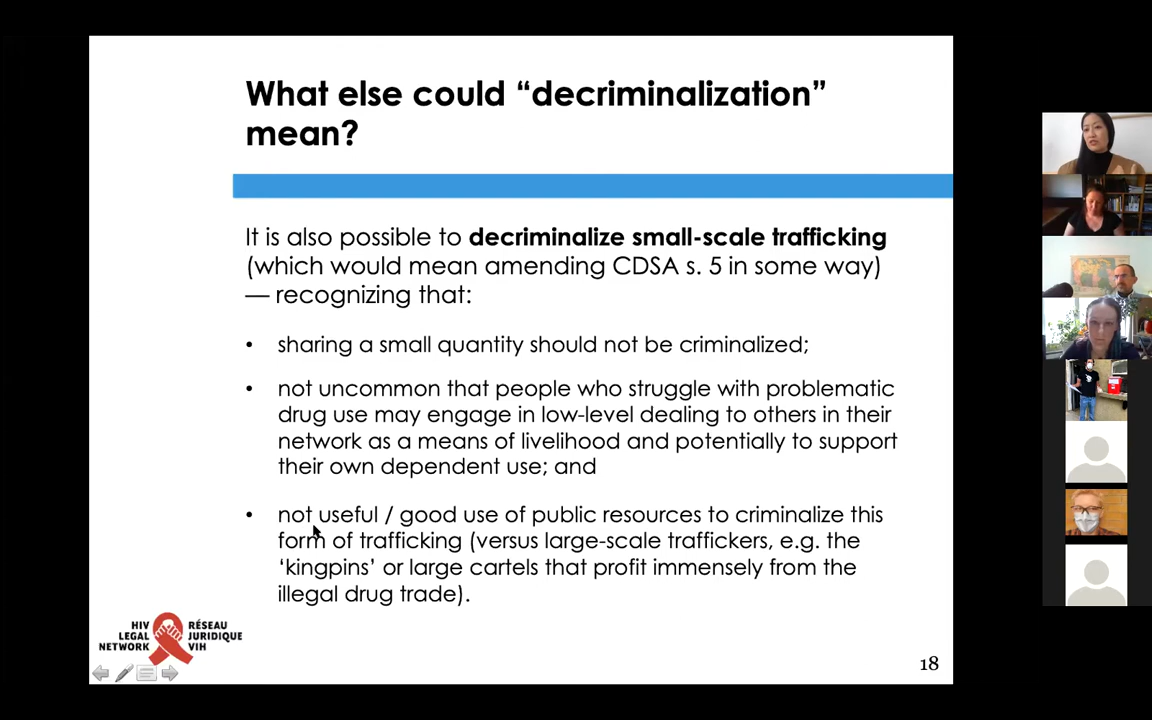 What else could “decriminalization”
mean?
It is also possible to decriminalize small-scale trafficking
(which would mean amending CDSA s. 5 in some way)
— recognizing that:
• sharing a small quantity should not be criminalized;
• not uncommon that people who struggle with problematic
drug use may engage in low-level dealing to others in their
network as a means of livelihood and potentially to support
their own dependent use; and
• not useful / good use of public resources to criminalize this
form of trafficking (versus large-scale traffickers, e.g. the
‘kingpins’ or large cartels that profit immensely from the
illegal drug trade).
HIV
LEGAL
NETWORK
RÉSEAU
JURIDIQUE
VIH
18